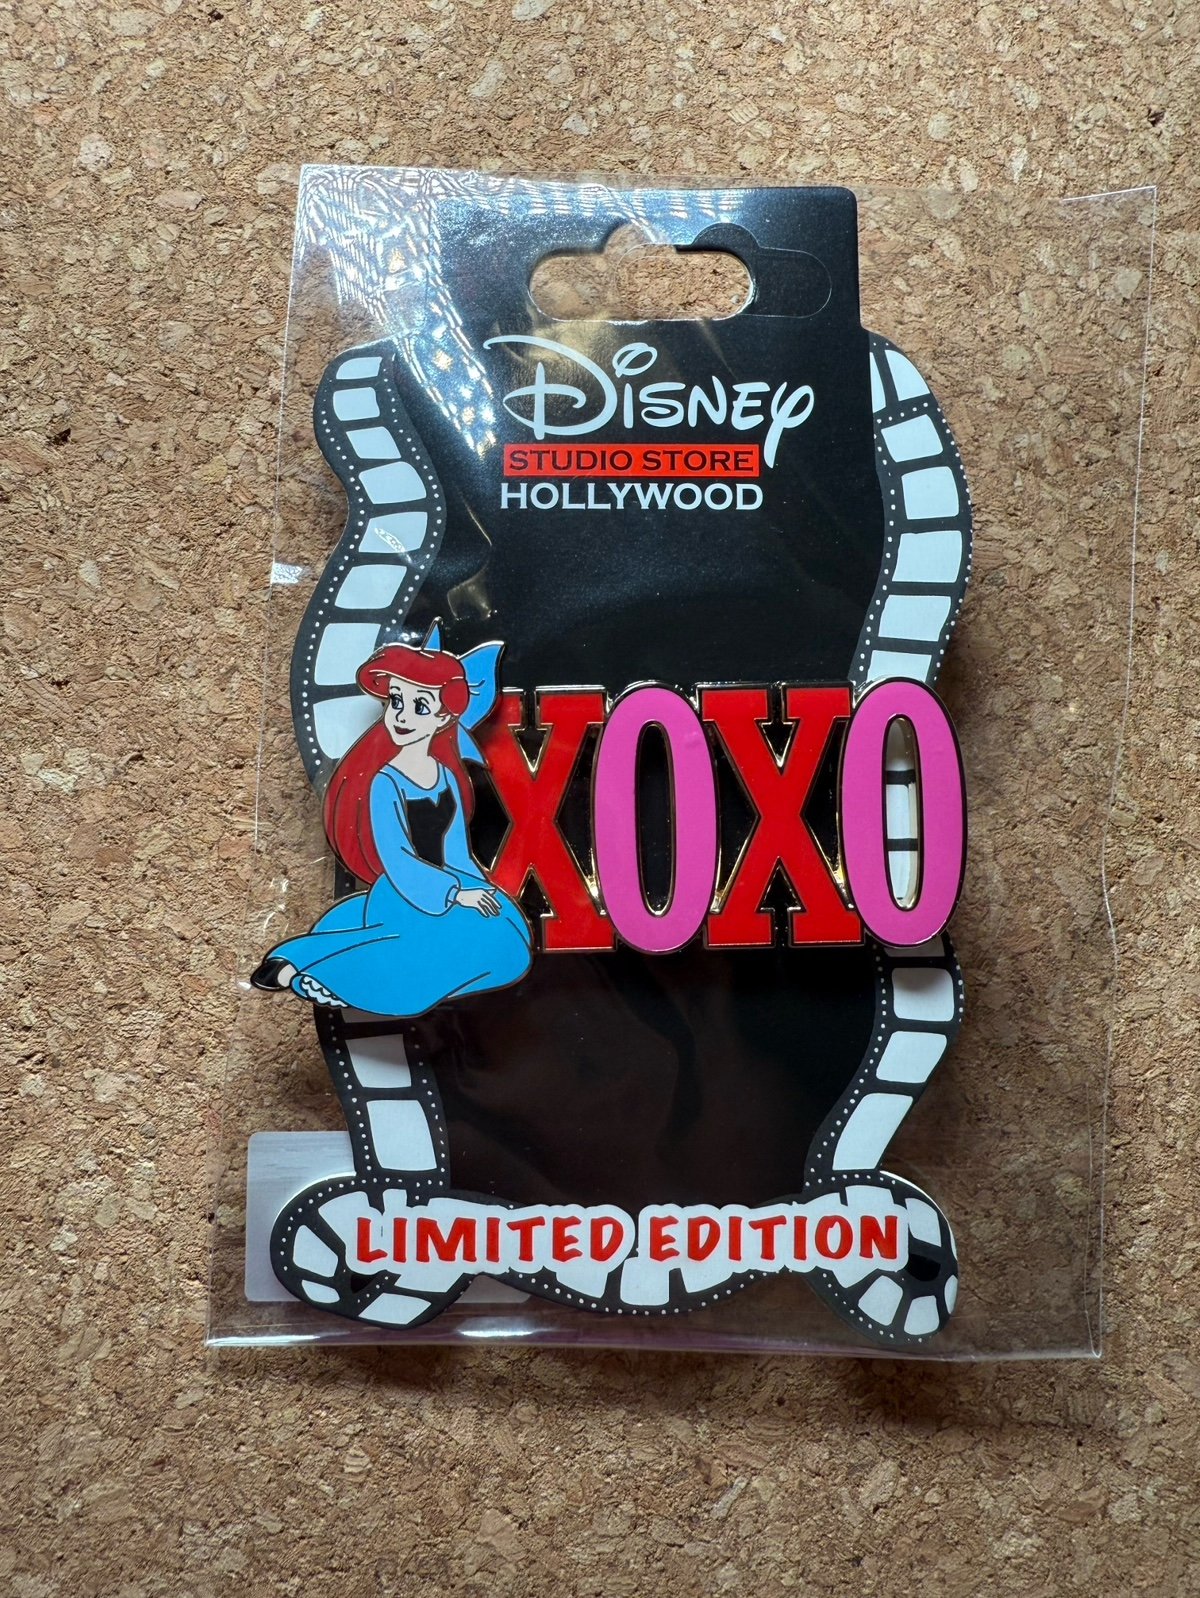 Disney
STUDIO STORE
HOLLYWOOD
XOXO
LIMITED EDITION